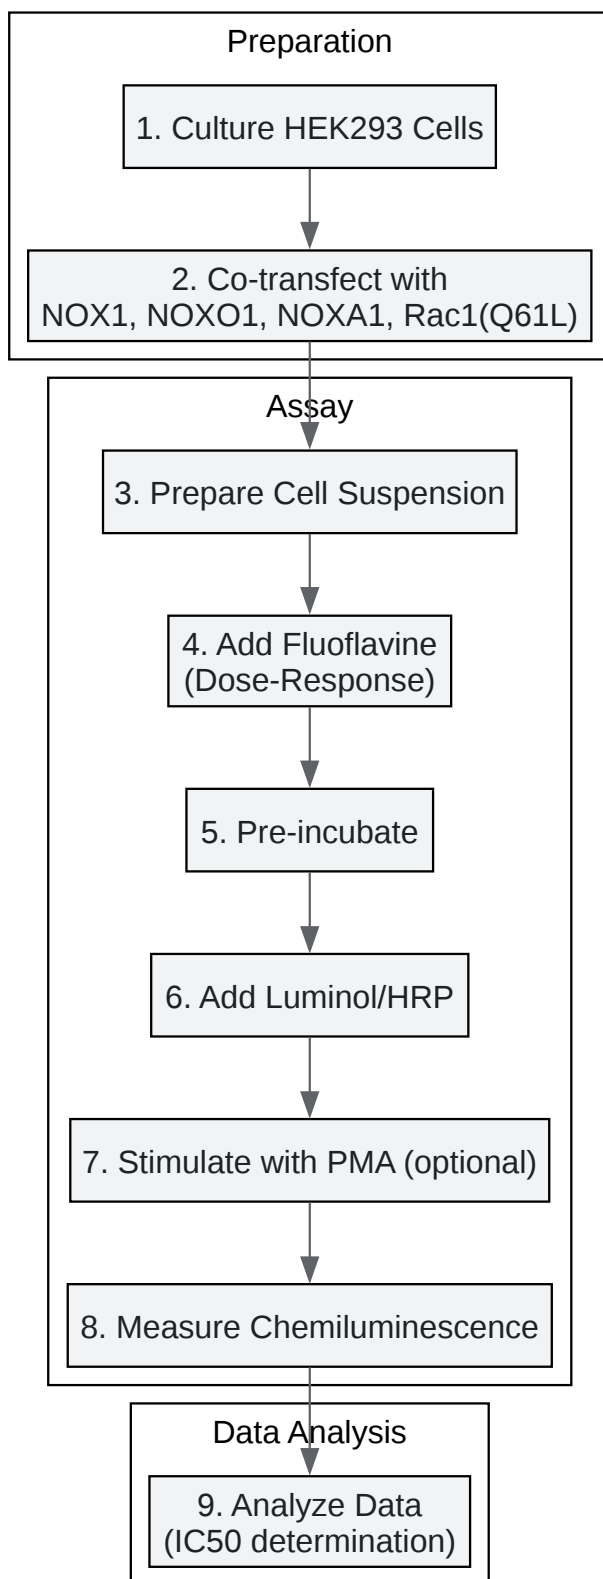 Preparation
1. Culture HEK293 Cells
2. Co-transfect with
NOX1, NOXO1, NOXA1, Rac1(Q61L)
Assay
3. Prepare Cell Suspension
4. Add Fluoflavine
(Dose-Response)
5. Pre-incubate
6. Add Luminol/HRP
7. Stimulate with PMA (optional)
8. Measure Chemiluminescence
Data Analysis
9. Analyze Data
(IC50 determination)